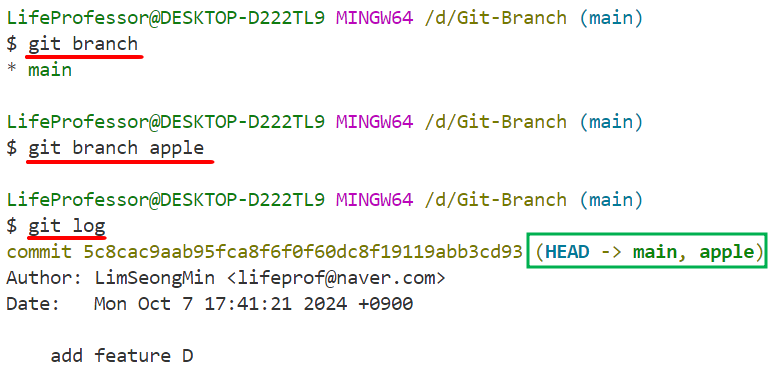 LifeProfessor@DESKTOP-D222TL9 MINGW64 /d/Git-Branch (main)
$ git branch
* main
LifeProfessor@DESKTOP-D222TL9 MINGW64 /d/Git-Branch (main)
$ git branch apple
LifeProfessor@DESKTOP-D222TL9 MINGW64 /d/Git-Branch (main)
$ git log
commit 5c8cac9aab95fca8f6f0f60dc8f19119abb3cd93 (HEAD -> main, apple)
Author: LimSeongMin <lifeprof@naver.com>
Date:   Mon Oct 7 17:41:21 2024 +0900
    add feature D